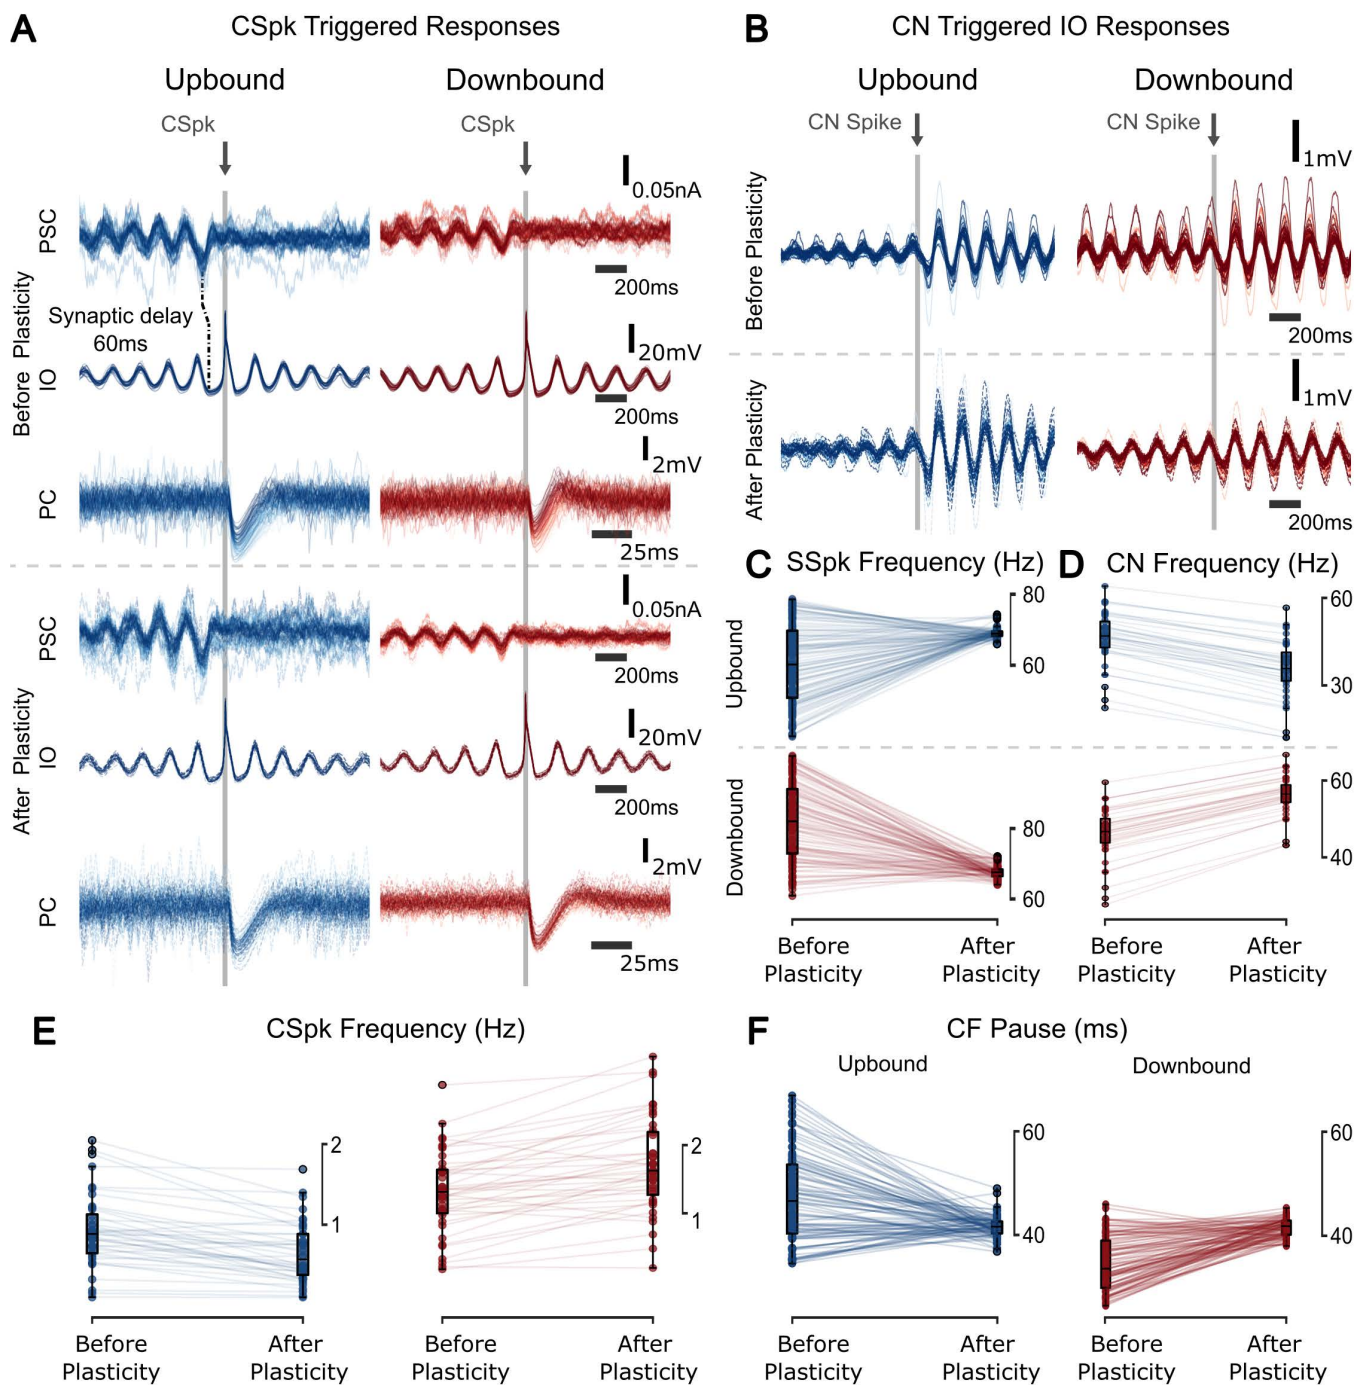 A
CSpk Triggered Responses
Upbound
Downbound
CSpk
CSpk
0.05nA
PSC
200ms
Before Plasticity
Synaptic delay
60ms
20mV
IO
200ms
2mV
PC
25ms
0.05nA
PSC
200ms
After Plasticity
20mV
IO
200ms
2mV
PC
25ms
B
CN Triggered IO Responses
Upbound
Downbound
CN Spike
CN Spike
1mV
Before Plasticity
200ms
1mV
After Plasticity
200ms
C
SSpk Frequency (Hz)
80
60
Upbound
80
60
Downbound
Before
Plasticity
After
Plasticity
D
CN Frequency (Hz)
60
30
60
40
Before
Plasticity
After
Plasticity
E
CSpk Frequency (Hz)
2
1
2
1
Before
Plasticity
After
Plasticity
Before
Plasticity
After
Plasticity
F
CF Pause (ms)
Upbound
Downbound
60
40
60
40
Before
Plasticity
After
Plasticity
Before
Plasticity
After
Plasticity